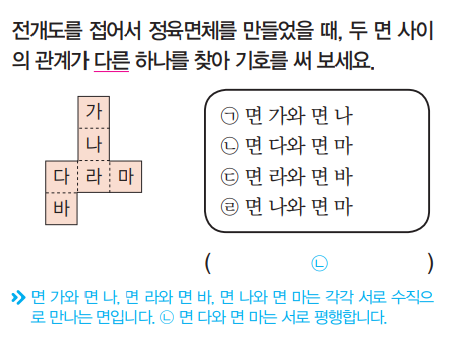 전개도를 접어서 정육면체를 만들었을 때, 두 면 사이
의 관계가 다른 하나를 찾아 기호를 써 보세요.
가
나
다 라 마
바
㉠ 면 가와 면 나
㉡ 면 다와 면 마
㉢ 면 라와 면 바
㉣ 면 나와 면 마
( ㉡ )
면 가와 면 나, 면 라와 면 바, 면 나와 면 마는 각각 서로 수직으
로 만나는 면입니다. ㉡ 면 다와 면 마는 서로 평행합니다.